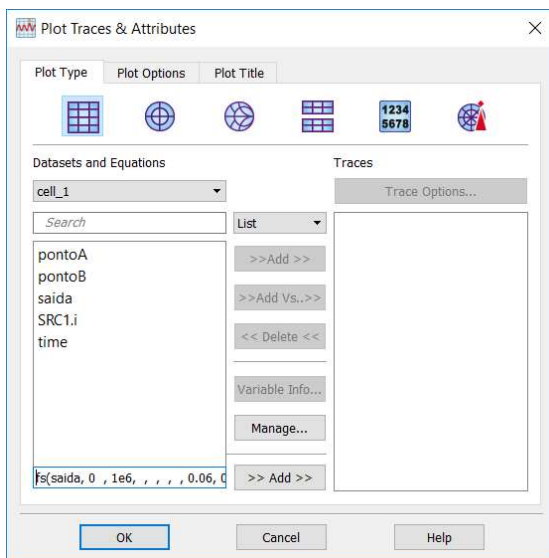 Plot Traces & Attributes
Plot Type Plot Options Plot Title
1234
5678
Datasets and Equations Traces
cell_1 Trace Options...
Search List
pontoA
pontoB
saida
SRC1.i
time
>>Add >>
>>Add Vs..>>
<< Delete <<
Variable Info...
Manage...
fs(saida, 0 , 1e6, , , , , 0.06, 0 >> Add >>
OK Cancel Help